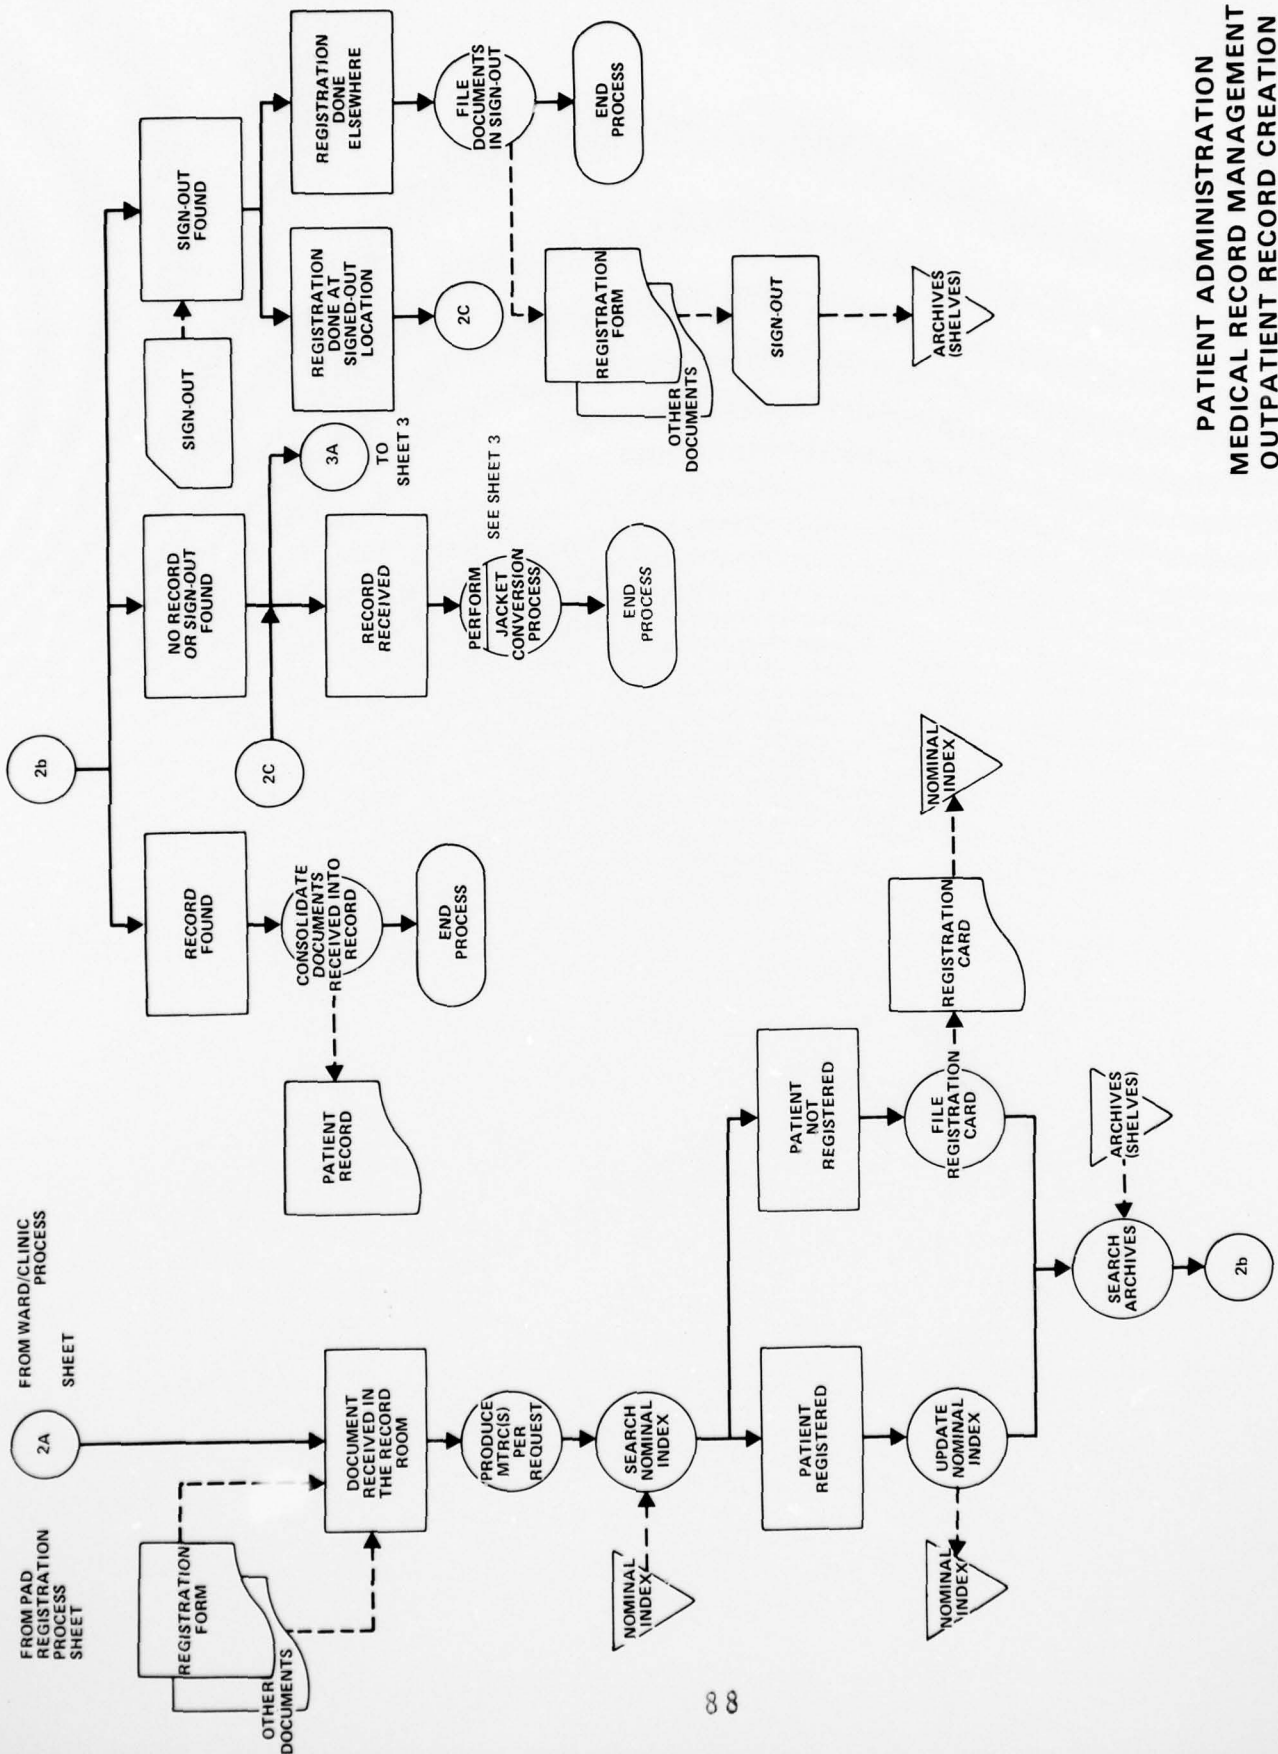 FROM PAD
REGISTRATION
PROCESS
SHEET
2A
FROM WARD/CLINIC
PROCESS
SHEET
REGISTRATION
FORM
OTHER
DOCUMENTS
DOCUMENT
RECEIVED IN
THE RECORD
ROOM
PRODUCE
MTRC(S)
PER
REQUEST
SEARCH
NOMINAL
INDEX
NOMINAL
INDEX
PATIENT
REGISTERED
PATIENT
NOT
REGISTERED
UPDATE
NOMINAL
INDEX
NOMINAL
INDEX
FILE
REGISTRATION
CARD
REGISTRATION
CARD
NOMINAL
INDEX
SEARCH
ARCHIVES
ARCHIVES
(SHELVES)
2b
2b
RECORD
FOUND
CONSOLIDATE
DOCUMENTS
RECEIVED INTO
RECORD
PATIENT
RECORD
END
PROCESS
NO RECORD
OR SIGN-OUT
FOUND
2C
3A
TO
SHEET 3
RECORD
RECEIVED
PERFORM
JACKET
CONVERSION
PROCESS
SEE SHEET 3
END
PROCESS
SIGN-OUT
SIGN-OUT
FOUND
REGISTRATION
DONE AT
SIGNED-OUT
LOCATION
2C
REGISTRATION
DONE
ELSEWHERE
FILE
DOCUMENTS
IN SIGN-OUT
END
PROCESS
REGISTRATION
FORM
OTHER
DOCUMENTS
SIGN-OUT
ARCHIVES
(SHELVES)
PATIENT ADMINISTRATION
MEDICAL RECORD MANAGEMENT
OUTPATIENT RECORD CREATION
88